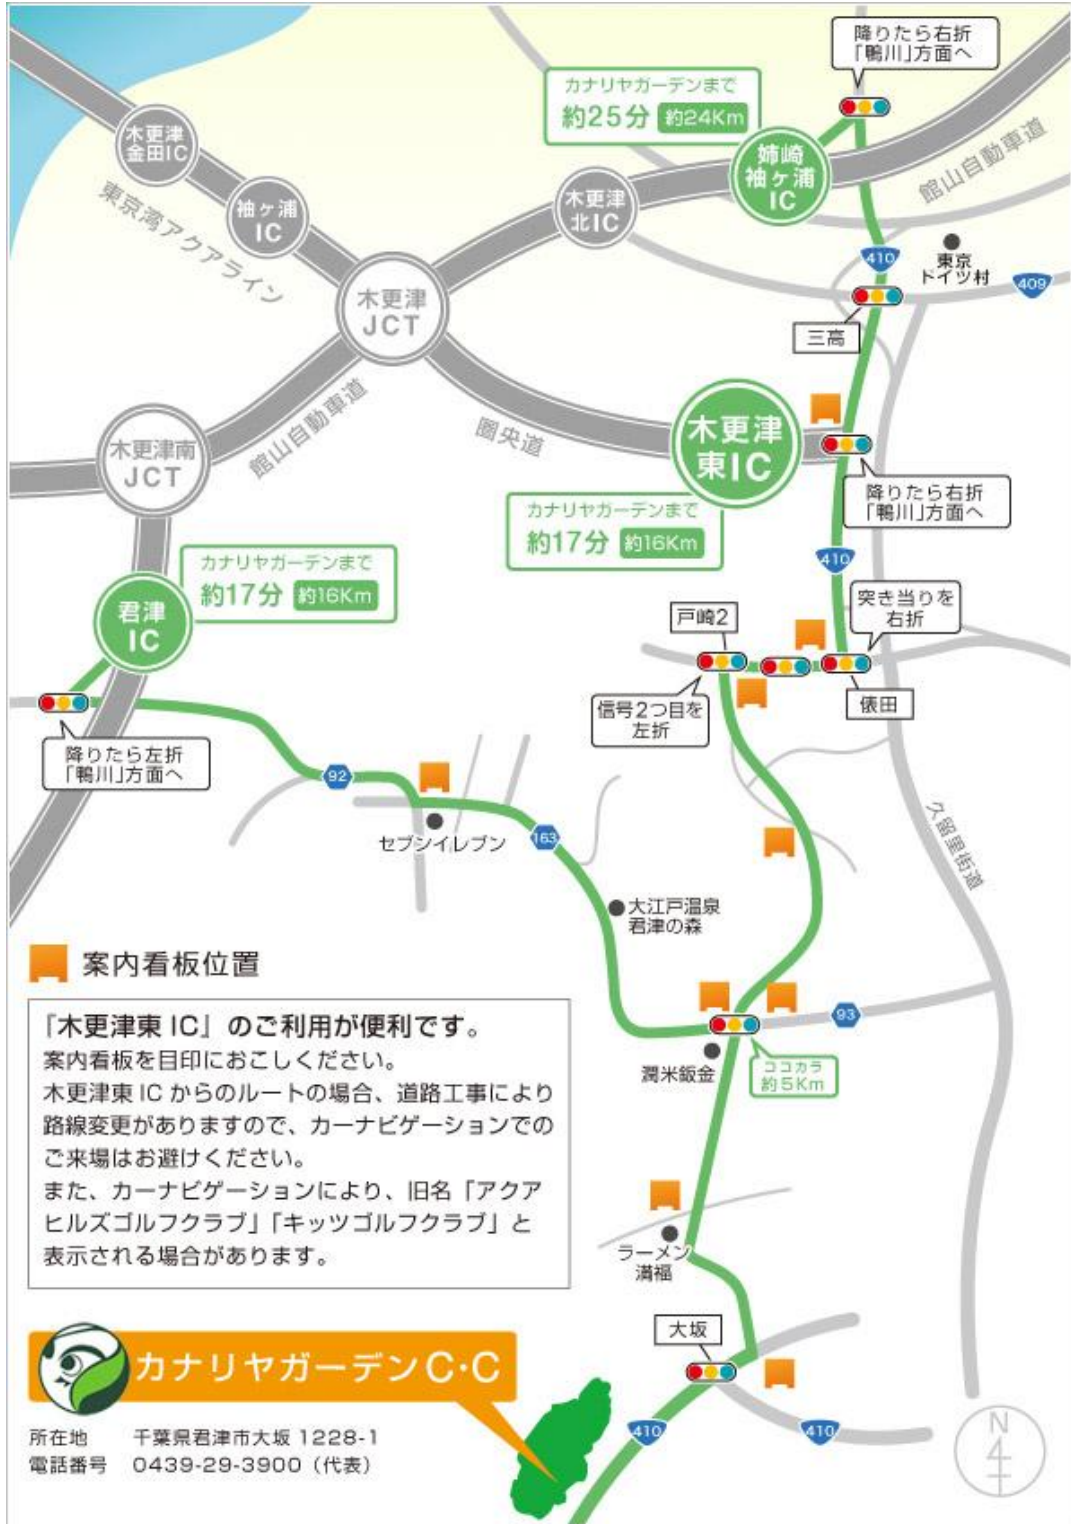 降りたら右折
「鴨川」方面へ
カナリヤガーデンまで
約25分 約24Km
木更津
金田IC
姉崎
袖ヶ浦
IC
館山自動車道
東京湾アクアライン
袖ヶ浦
IC
木更津
北IC
410
東京
ドイツ村
409
木更津
JCT
三高
木更津
東IC
圏央道
館山自動車道
木更津南
JCT
降りたら右折
「鴨川」方面へ
カナリヤガーデンまで
約17分 約16Km
カナリヤガーデンまで
約17分 約16Km
410
君津
IC
突き当りを
右折
戸崎2
俵田
信号2つ目を
左折
降りたら左折
「鴨川」方面へ
92
セブンイレブン
163
久留里街道
大江戸温泉
君津の森
案内看板位置
93
潤米鈑金
ココカラ
約5Km
『木更津東 IC』のご利用が便利です。
案内看板を目印におこしください。
木更津東 IC からのルートの場合、道路工事により
路線変更がありますので、カーナビゲーションでの
ご来場はお避けください。
また、カーナビゲーションにより、旧名「アクア
ヒルズゴルフクラブ」「キッツゴルフクラブ」と
表示される場合があります。
ラーメン
満福
大坂
カナリヤガーデン C・C
410
410
N
所在地 千葉県君津市大坂 1228-1
電話番号 0439-29-3900（代表）